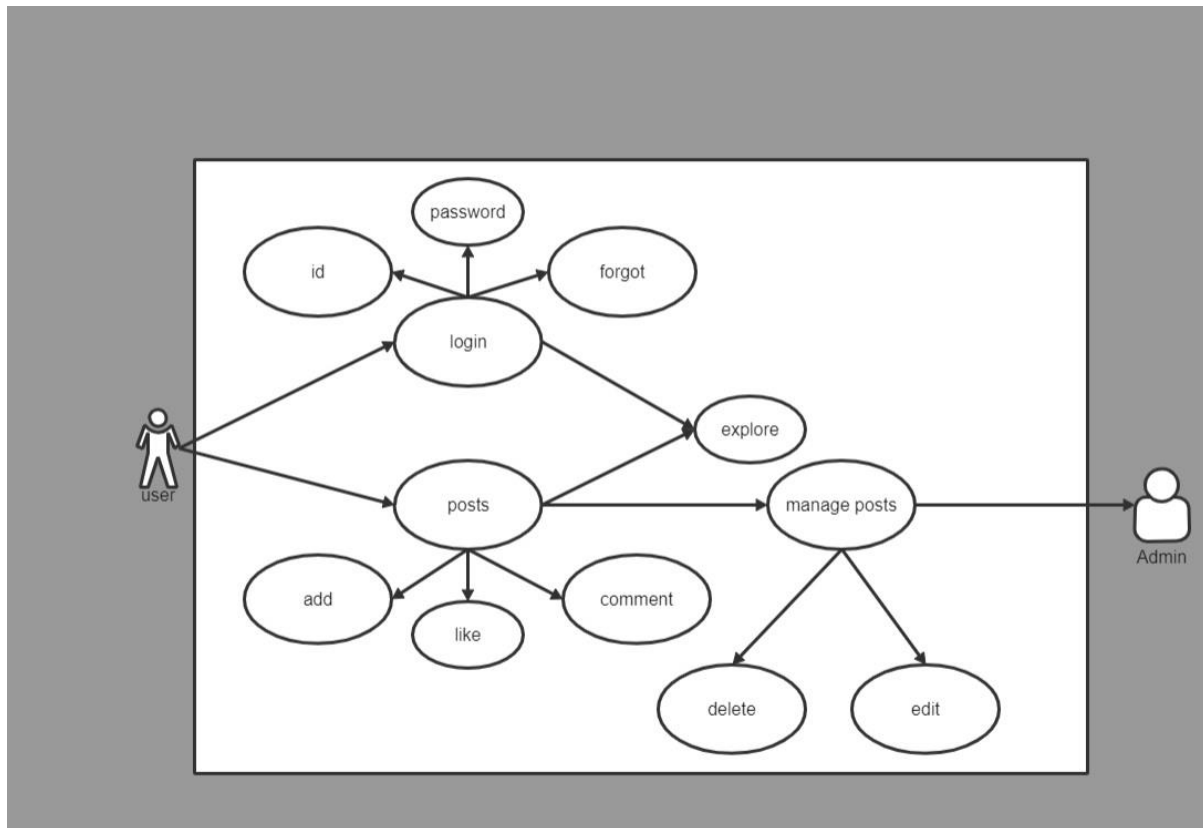 password
id
forgot
login
explore
user
posts
manage posts
Admin
add
comment
like
delete
edit